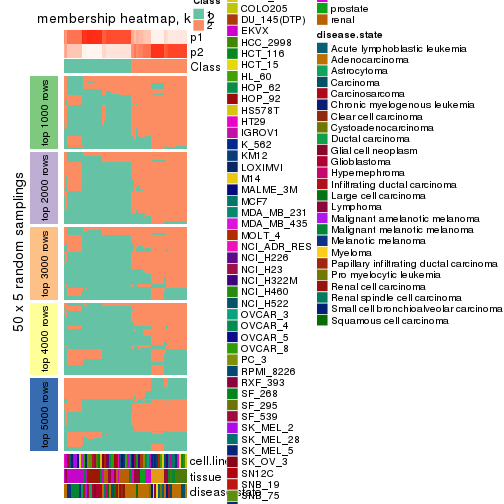 membership heatmap, k = 2
p1
p2
Class
1
2
Class
50 x 5 random samplings
top 1000 rows
top 2000 rows
top 3000 rows
top 4000 rows
top 5000 rows
cell.line
tissue
disease.state
COLO205
DU_145(DTP)
EKVX
HCC_2998
HCT_116
HCT_15
HL_60
HOP_62
HOP_92
HS578T
HT29
IGROV1
K_562
KM12
LOXIMVI
M14
MALME_3M
MCF7
MDA_MB_231
MDA_MB_435
MOLT_4
NCI_ADR_RES
NCI_H226
NCI_H23
NCI_H322M
NCI_H460
NCI_H522
OVCAR_3
OVCAR_4
OVCAR_5
OVCAR_8
PC_3
RPMI_8226
RXF_393
SF_268
SF_295
SF_539
SK_MEL_2
SK_MEL_28
SK_MEL_5
SK_OV_3
SN12C
SNB_19
SNB_75
prostate
renal
disease.state
Acute lymphoblastic leukemia
Adenocarcinoma
Astrocytoma
Carcinoma
Carcinosarcoma
Chronic myelogenous leukemia
Clear cell carcinoma
Cystoadenocarcinoma
Ductal carcinoma
Glial cell neoplasm
Glioblastoma
Hypernephroma
Infiltrating ductal carcinoma
Large cell carcinoma
Lymphoma
Malignant amelanotic melanoma
Malignant melanotic melanoma
Melanotic melanoma
Myeloma
Papillary infiltrating ductal carcinoma
Pro myelocytic leukemia
Renal cell carcinoma
Renal spindle cell carcinoma
Small cell bronchioalveolar carcinoma
Squamous cell carcinoma